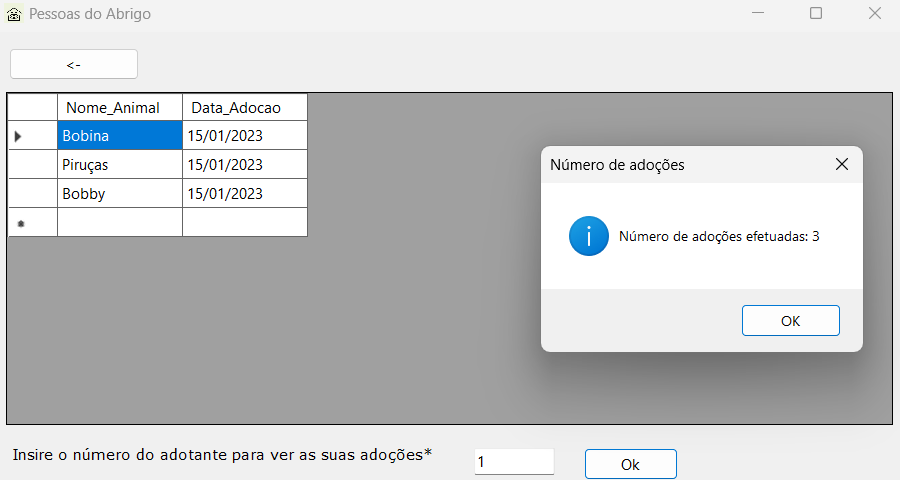 Pessoas do Abrigo
<-
Nome_Animal Data_Adocao
Bobina 15/01/2023
Piruças 15/01/2023
Bobby 15/01/2023
Número de adoções
Número de adoções efetuadas: 3
OK
Insire o número do adotante para ver as suas adoções* 1 Ok